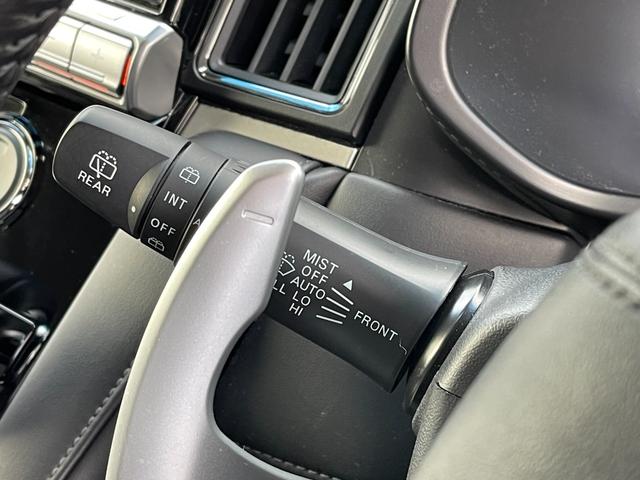 REAR
INT
OFF
MIST
OFF
AUTO
LO
HI
FRONT